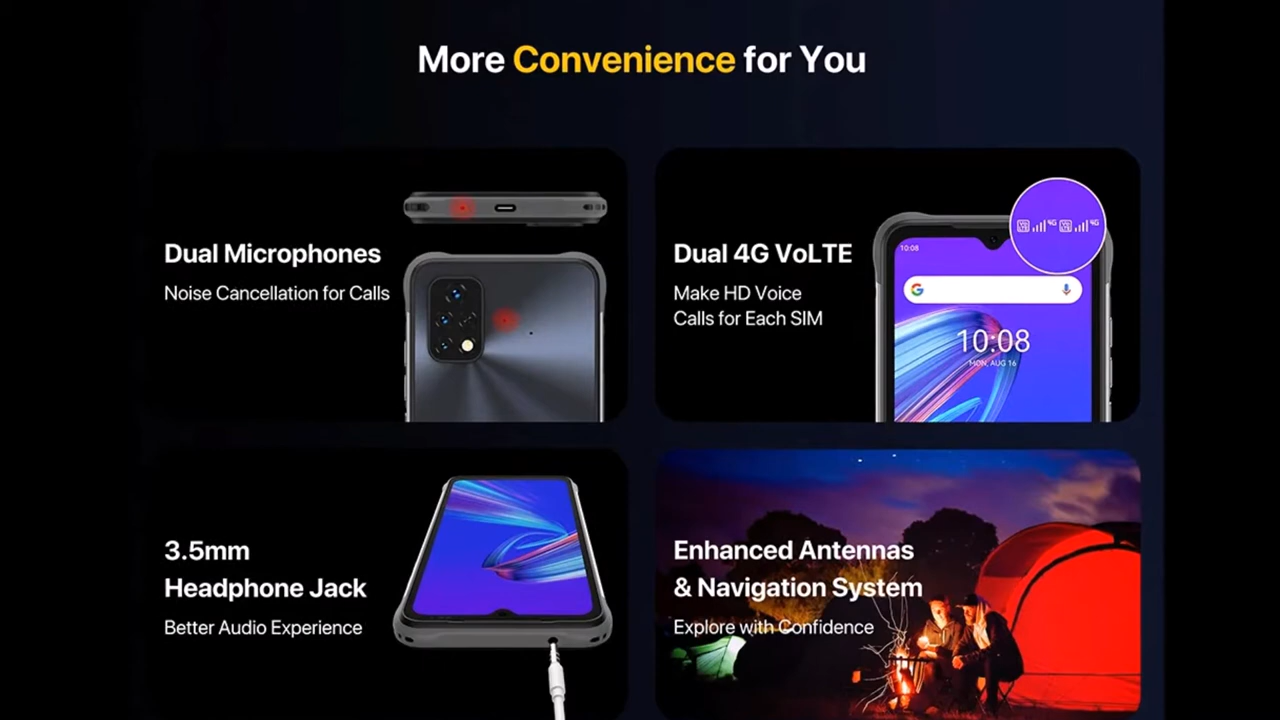 More Convenience for You
Dual Microphones
Noise Cancellation for Calls
Dual 4G VoLTE
Make HD Voice
Calls for Each SIM
4G
4G
10:08
G
10:08
MON, AUG 16
3.5mm
Headphone Jack
Better Audio Experience
Enhanced Antennas
& Navigation System
Explore with Confidence